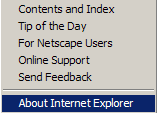 Contents and Index
Tip of the Day
For Netscape Users
Online Support
Send Feedback
About Internet Explorer